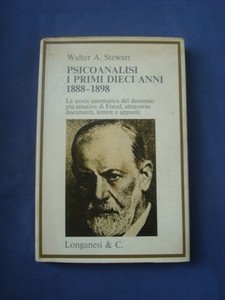 Walter A. Stewart
PSICOANALISI
I PRIMI DIECI ANNI
1888-1898
La storia sistematica del decennio
più creativo di Freud, attraverso
documenti, lettere e appunti
Longanesi & C.